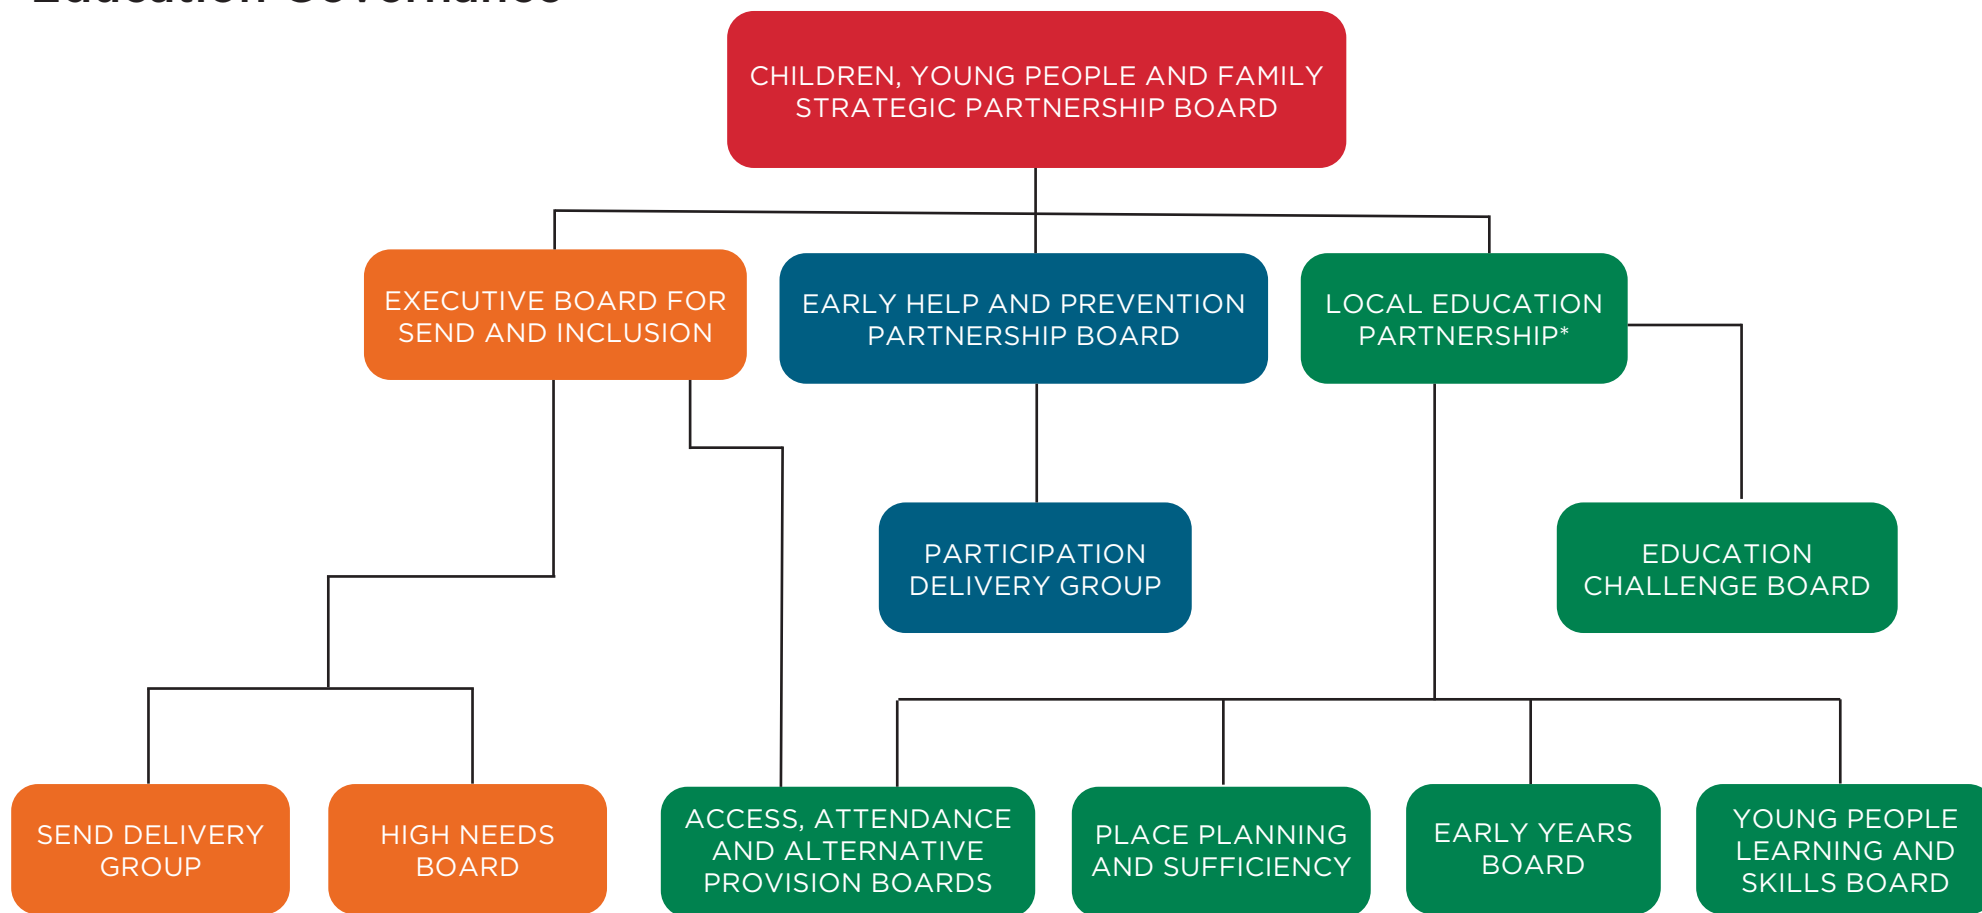 Education Governance
CHILDREN, YOUNG PEOPLE AND FAMILY
STRATEGIC PARTNERSHIP BOARD
EXECUTIVE BOARD FOR
SEND AND INCLUSION
EARLY HELP AND PREVENTION
PARTNERSHIP BOARD
LOCAL EDUCATION
PARTNERSHIP*
PARTICIPATION
DELIVERY GROUP
EDUCATION
CHALLENGE BOARD
SEND DELIVERY
GROUP
HIGH NEEDS
BOARD
ACCESS, ATTENDANCE
AND ALTERNATIVE
PROVISION BOARDS
PLACE PLANNING
AND SUFFICIENCY
EARLY YEARS
BOARD
YOUNG PEOPLE
LEARNING AND
SKILLS BOARD